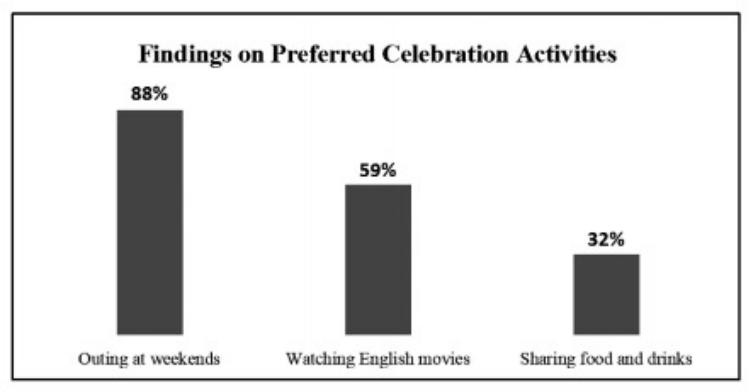 Findings on Preferred Celebration Activities
88%
59%
32%
Outing at weekends
Watching English movies
Sharing food and drinks